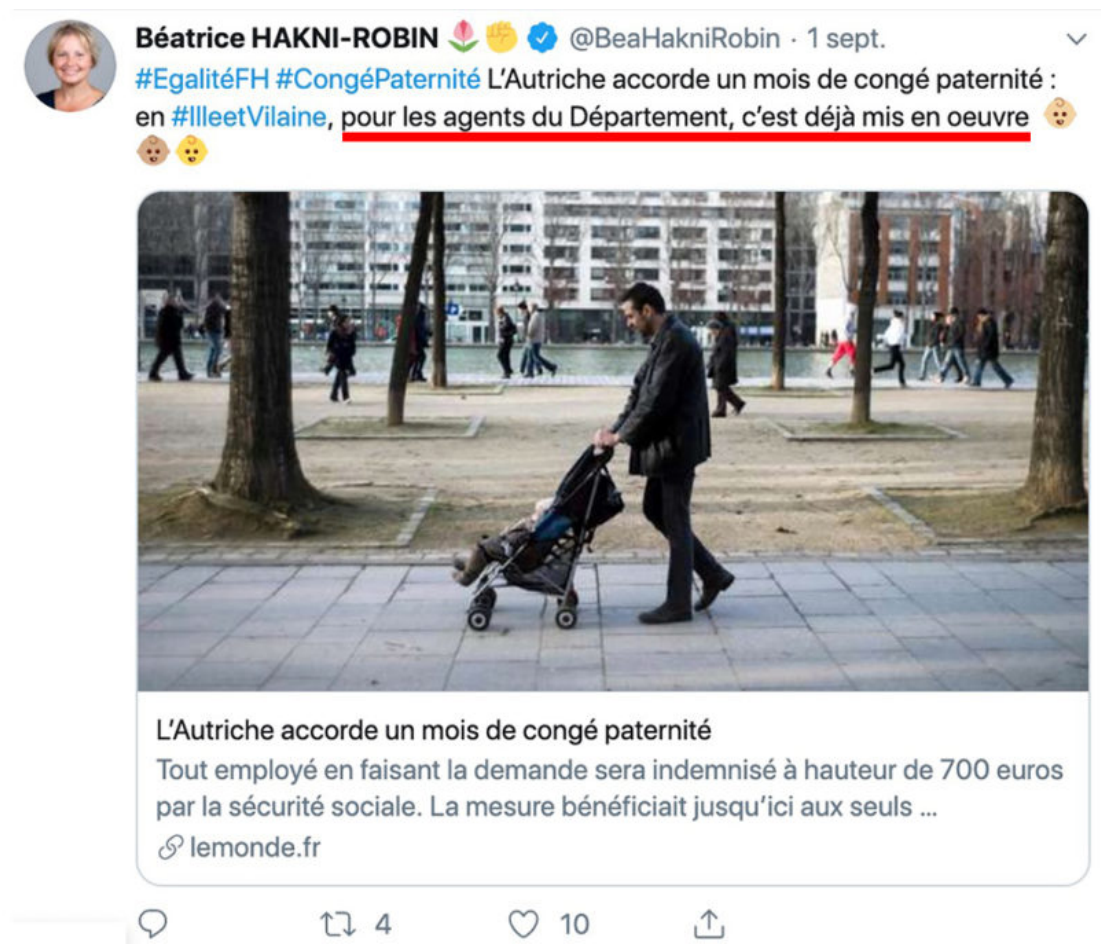 Béatrice HAKNI-ROBIN 🌷✊ @BeaHakniRobin · 1 sept.
#EgalitéFH #CongéPaternité L’Autriche accorde un mois de congé paternité :
en #IlleetVilaine, pour les agents du Département, c’est déjà mis en oeuvre 👶🏼
👶🏽👶
L’Autriche accorde un mois de congé paternité
Tout employé en faisant la demande sera indemnisé à hauteur de 700 euros
par la sécurité sociale. La mesure bénéficiait jusqu’ici aux seuls ...
lemonde.fr
4 10